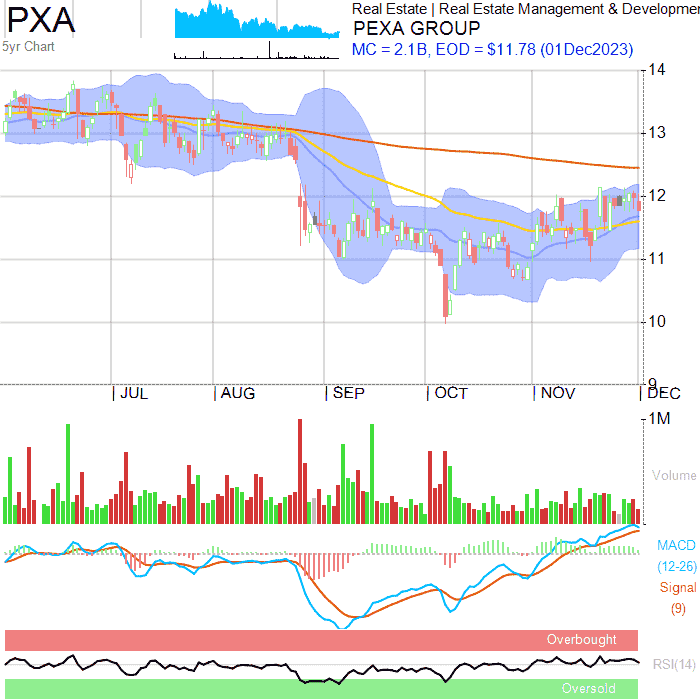 PXA
5yr Chart
Real Estate | Real Estate Management & Developmer
PEXA GROUP
MC = 2.1B, EOD = $11.78 (01Dec2023)
14
13
12
11
10
9
JUL AUG SEP OCT NOV DEC
1M
Volume
MACD
(12-26)
Signal
(9)
Overbought
RSI(14)
Oversold